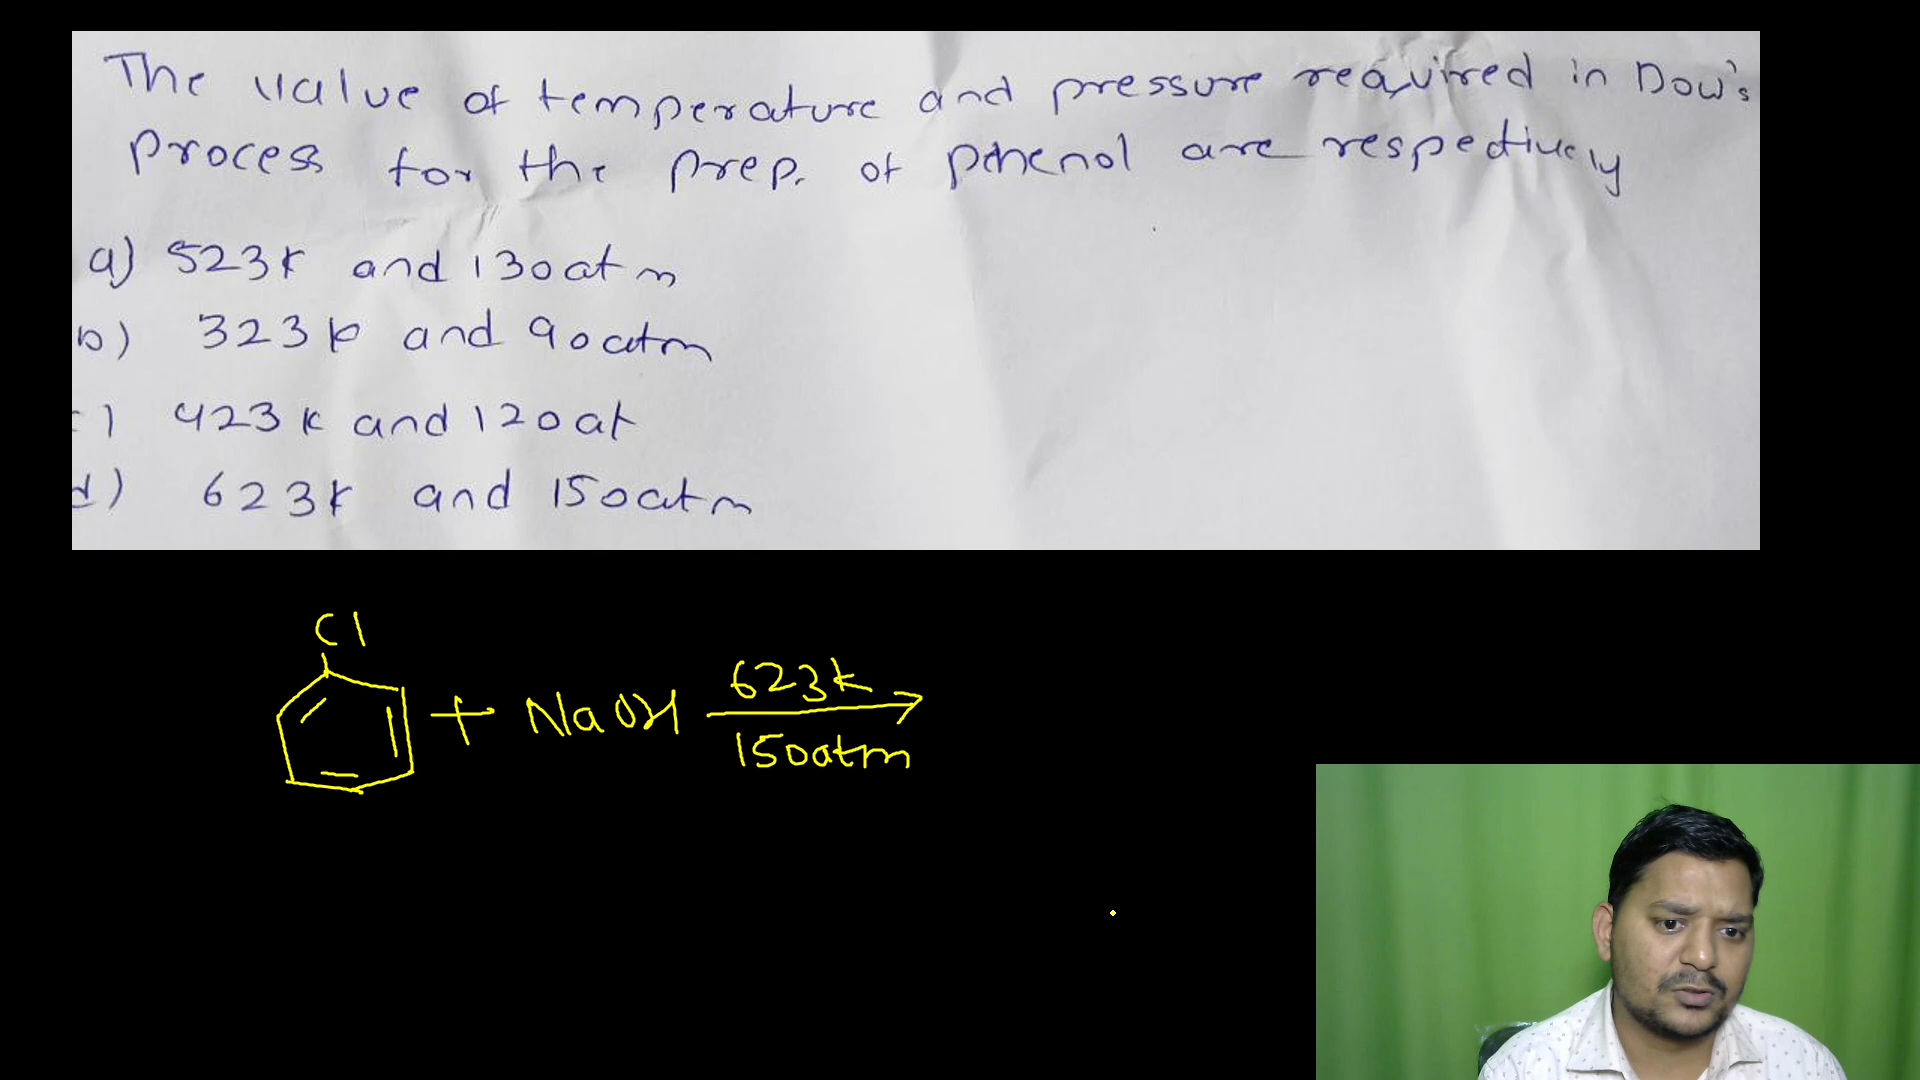 The value of temperature and pressure required in Dow's
process for the prep. of phenol are respectively
a) 523K and 130atm
b) 323K and 90atm
c) 423K and 120at
d) 623K and 150atm
Cl
+ NaOH
623K
150atm